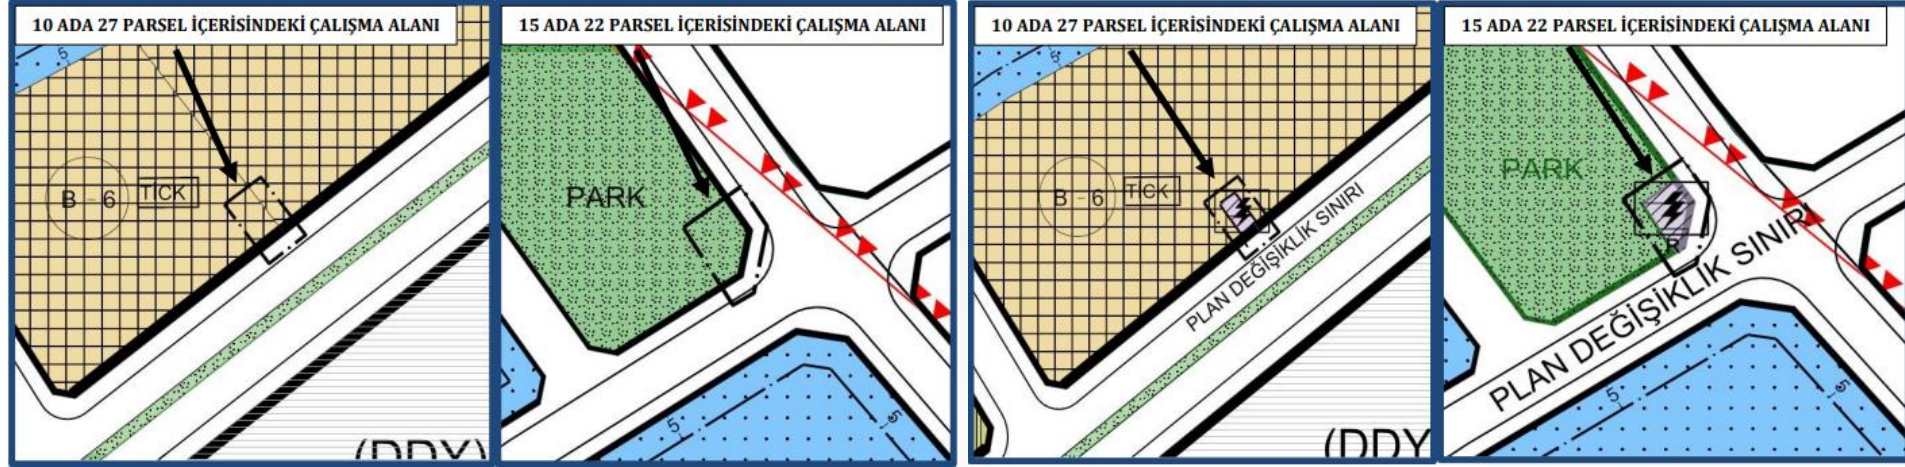 10 ADA 27 PARSEL İÇERİSİNDEKİ ÇALIŞMA ALANI
5
B - 6
TİCK
(DDY)
15 ADA 22 PARSEL İÇERİSİNDEKİ ÇALIŞMA ALANI
PARK
5
5
10 ADA 27 PARSEL İÇERİSİNDEKİ ÇALIŞMA ALANI
5
B - 6
TİCK
PLAN DEĞİŞİKLİK SINIRI
(DDY
15 ADA 22 PARSEL İÇERİSİNDEKİ ÇALIŞMA ALANI
PARK
PLAN DEĞİŞİKLİK SINIRI
5
5